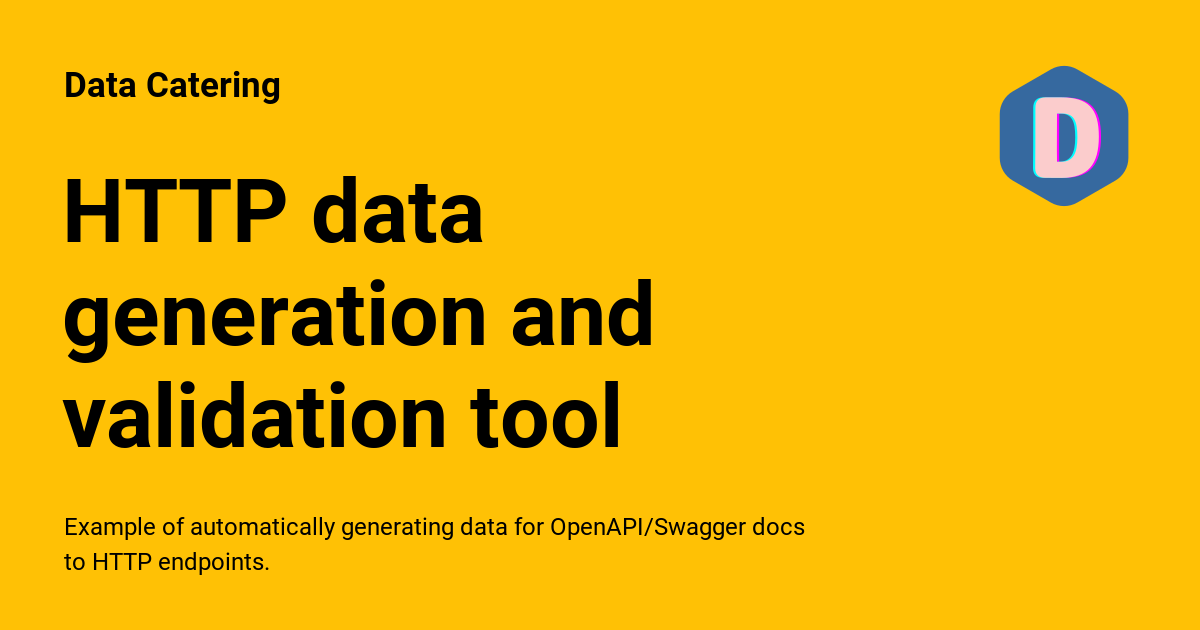 Data Catering
D
HTTP data
generation and
validation tool
Example of automatically generating data for OpenAPI/Swagger docs
to HTTP endpoints.